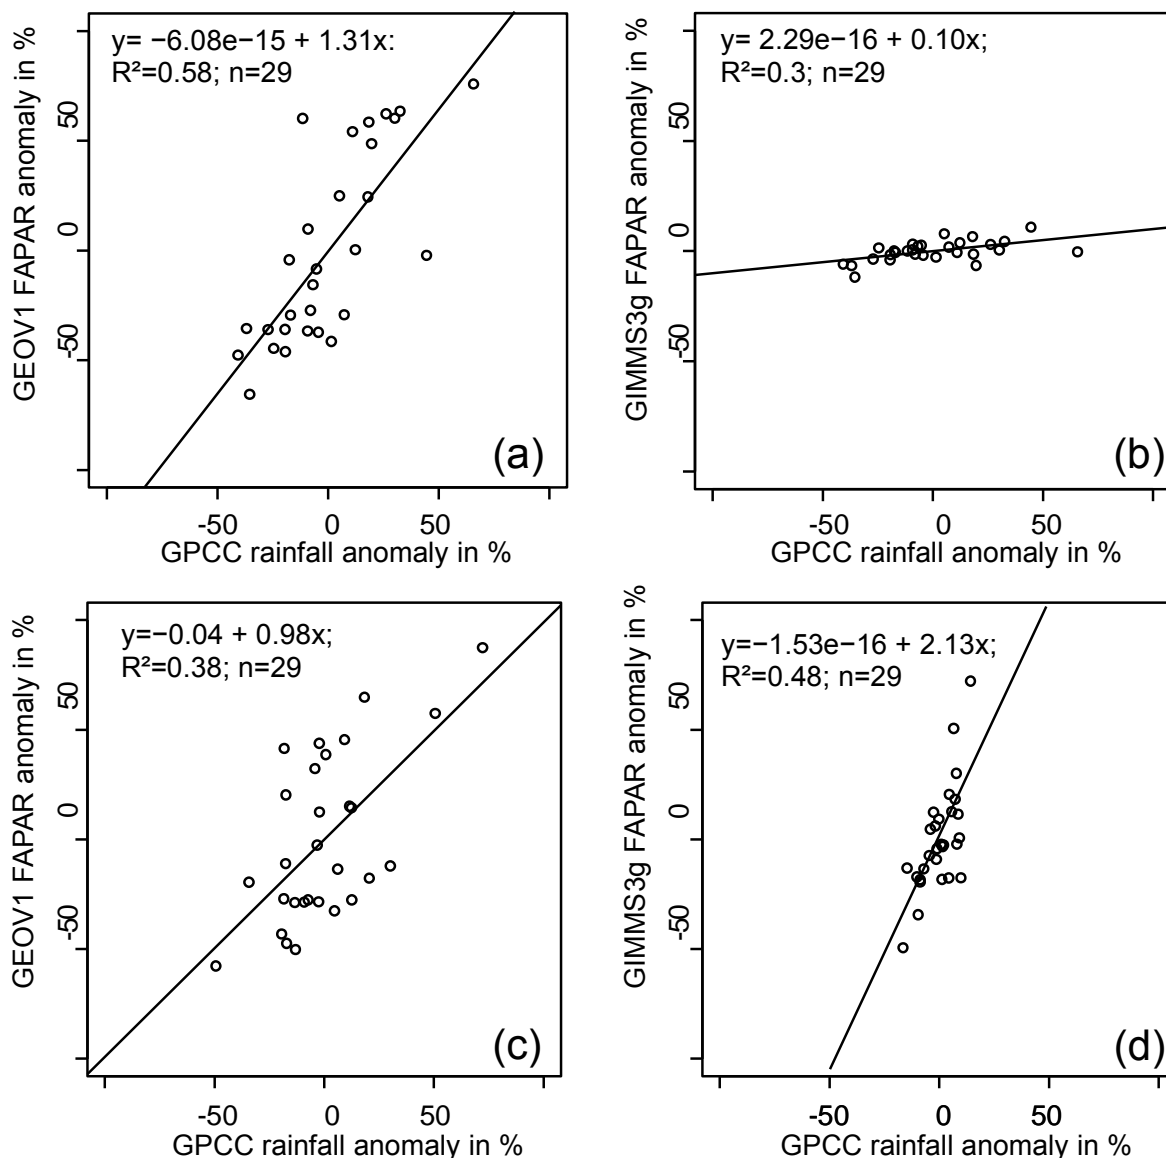 y= −6.08e−15 + 1.31x:
R²=0.58; n=29
GEOV1 FAPAR anomaly in %
50
0
-50
(a)
-50 0 50
GPCC rainfall anomaly in %
y= 2.29e−16 + 0.10x;
R²=0.3; n=29
GIMMS3g FAPAR anomaly in %
50
0
-50
(b)
-50 0 50
GPCC rainfall anomaly in %
y=−0.04 + 0.98x;
R²=0.38; n=29
GEOV1 FAPAR anomaly in %
50
0
-50
(c)
-50 0 50
GPCC rainfall anomaly in %
y=−1.53e−16 + 2.13x;
R²=0.48; n=29
GIMMS3g FAPAR anomaly in %
50
0
-50
(d)
-50 0 50
GPCC rainfall anomaly in %